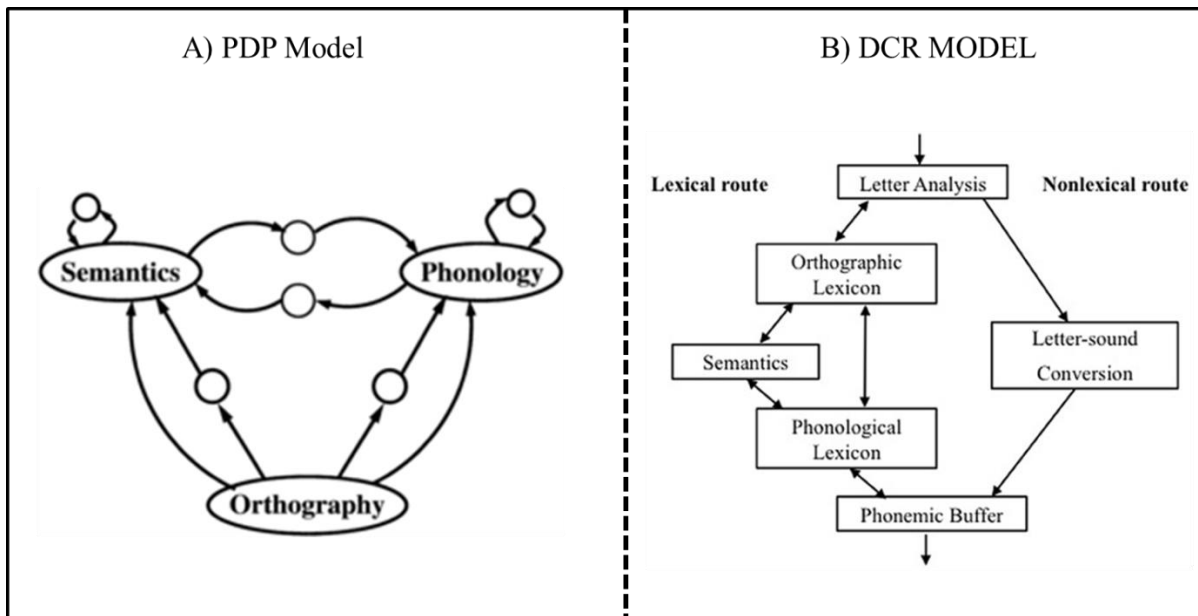 A) PDP Model
Semantics
Phonology
Orthography
B) DCR MODEL
Lexical route
Letter Analysis
Nonlexical route
Orthographic
Lexicon
Semantics
Letter-sound
Conversion
Phonological
Lexicon
Phonemic Buffer